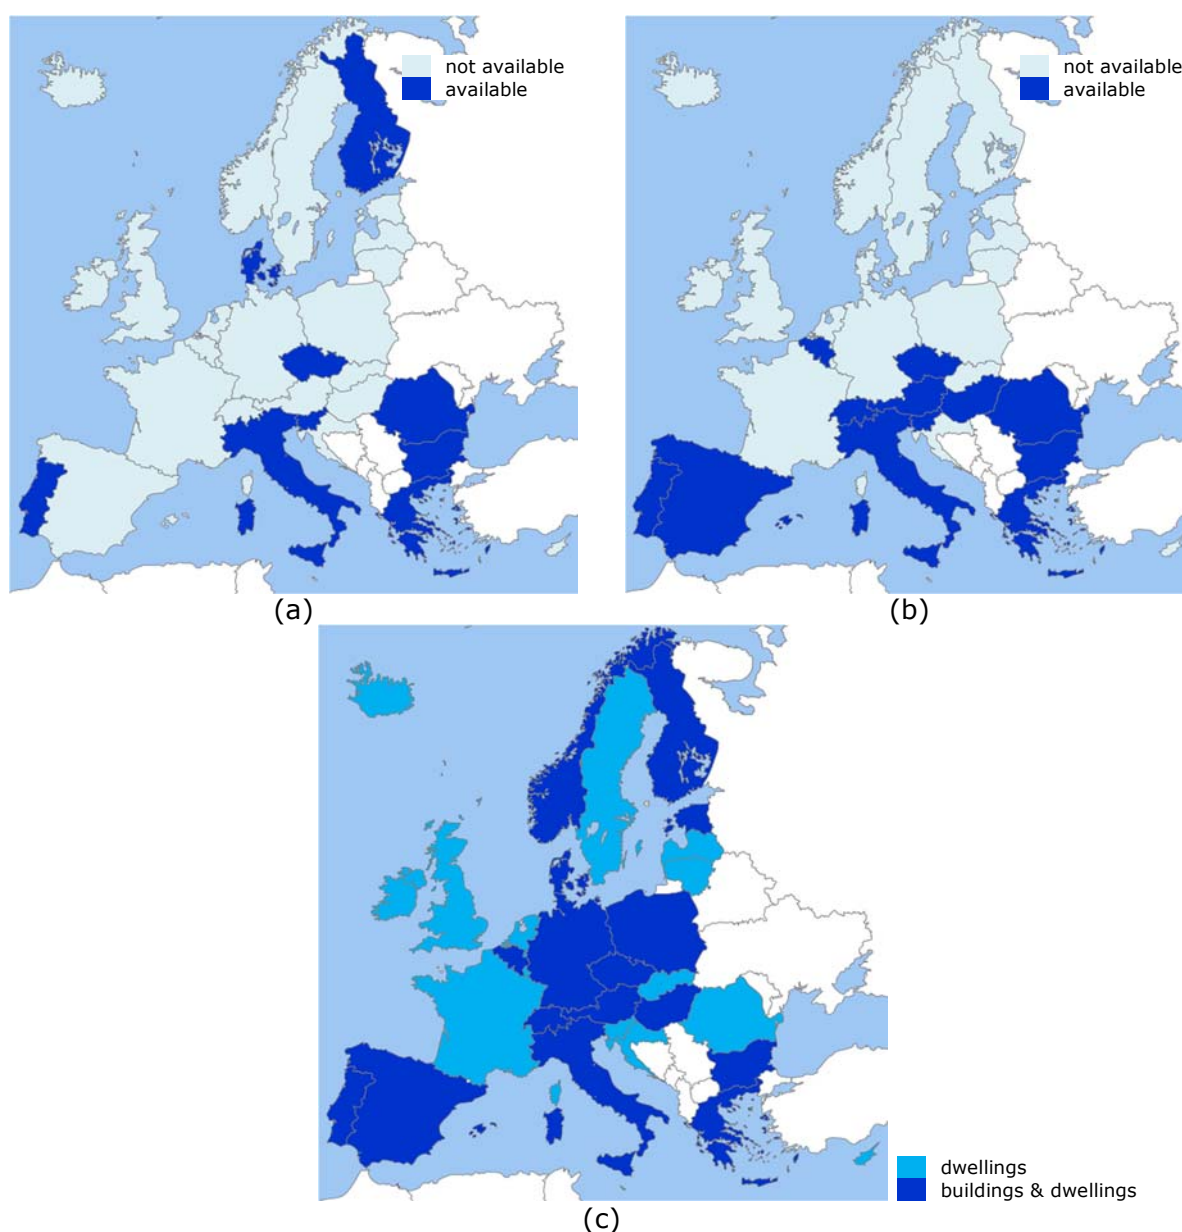 not available
available
not available
available
(a)
(b)
dwellings
buildings & dwellings
(c)